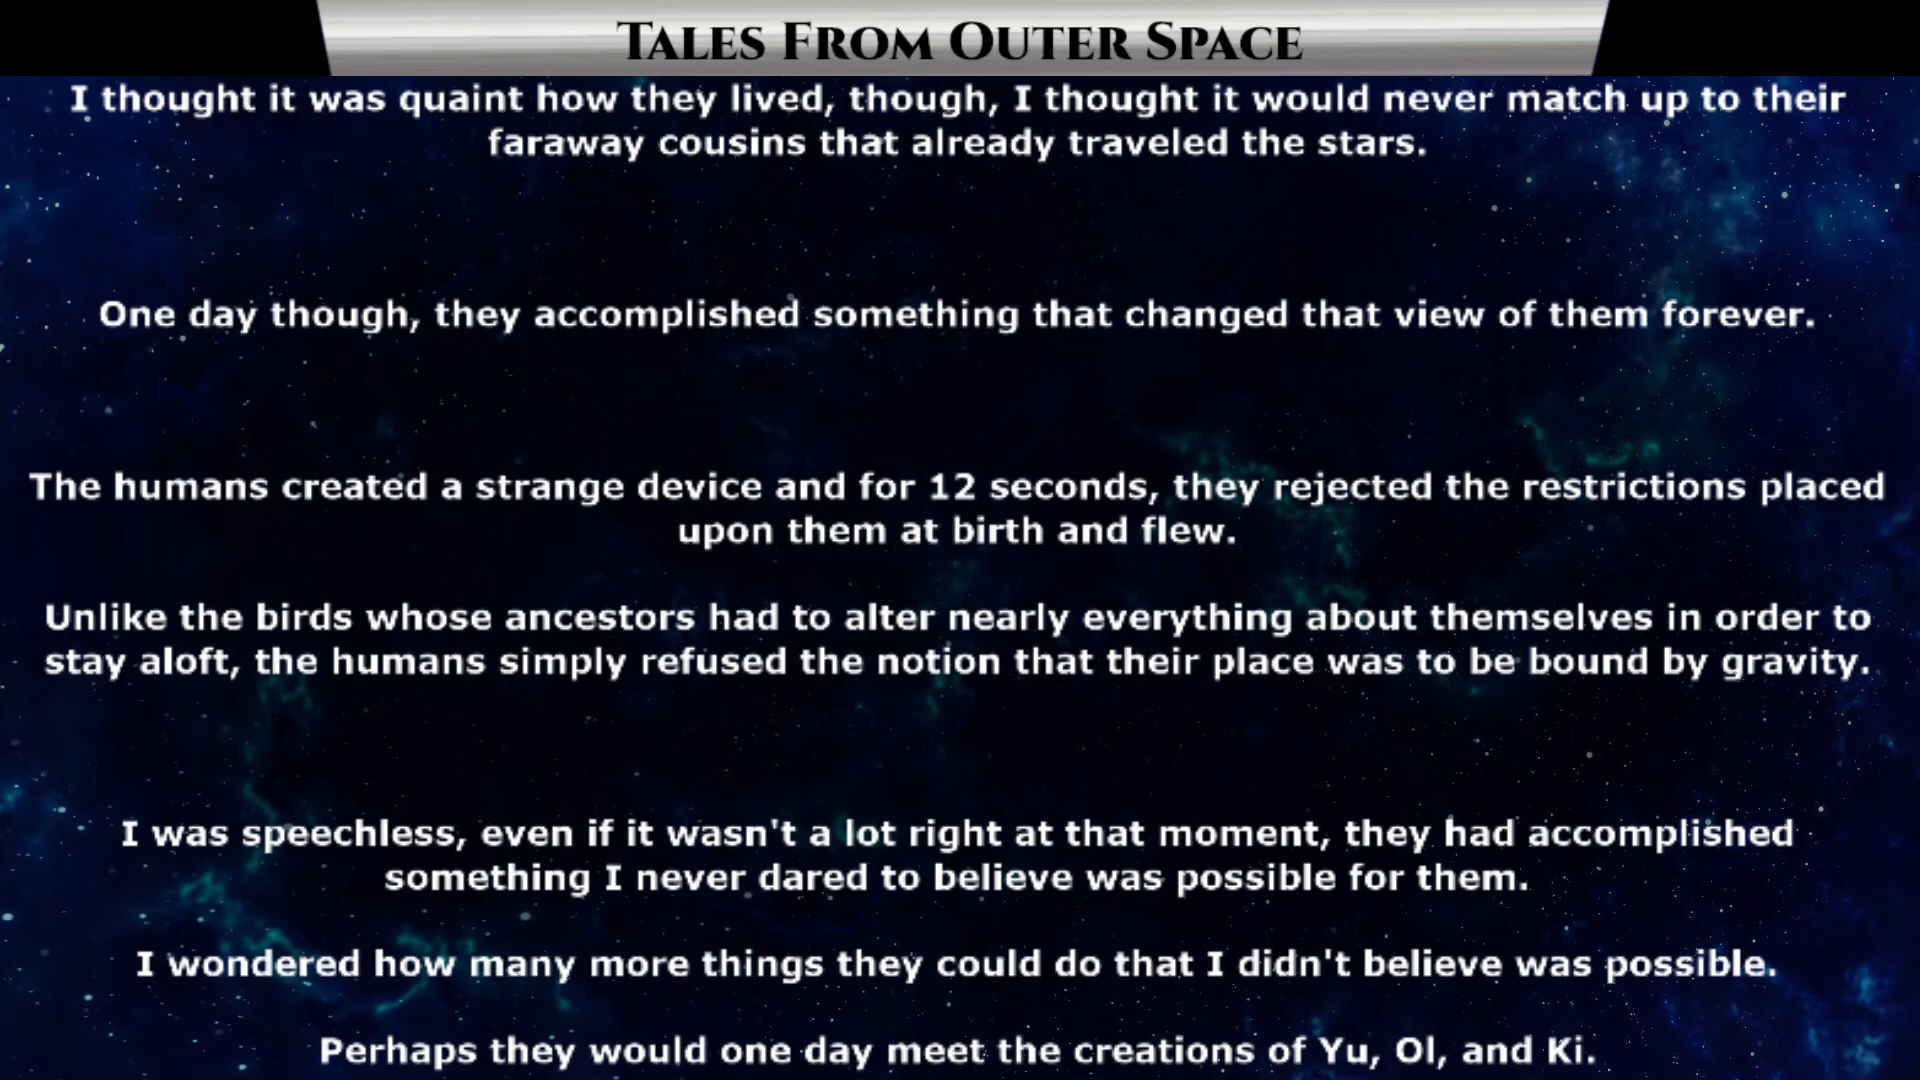 Tales From Outer Space
I thought it was quaint how they lived, though, I thought it would never match up to their
faraway cousins that already traveled the stars.
One day though, they accomplished something that changed that view of them forever.
The humans created a strange device and for 12 seconds, they rejected the restrictions placed
upon them at birth and flew.
Unlike the birds whose ancestors had to alter nearly everything about themselves in order to
stay aloft, the humans simply refused the notion that their place was to be bound by gravity.
I was speechless, even if it wasn't a lot right at that moment, they had accomplished
something I never dared to believe was possible for them.
I wondered how many more things they could do that I didn't believe was possible.
Perhaps they would one day meet the creations of Yu, Ol, and Ki.